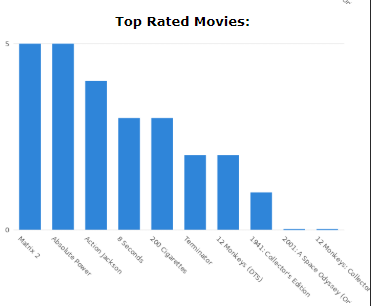 Top Rated Movies:
5
0
Matrix 2
Absolute Power
Action Jackson
8 Seconds
200 Cigarettes
Terminator
12 Monkeys (DTS)
1941: Collector's Edition
2001: A Space Odyssey (Or
12 Monkeys: Collector